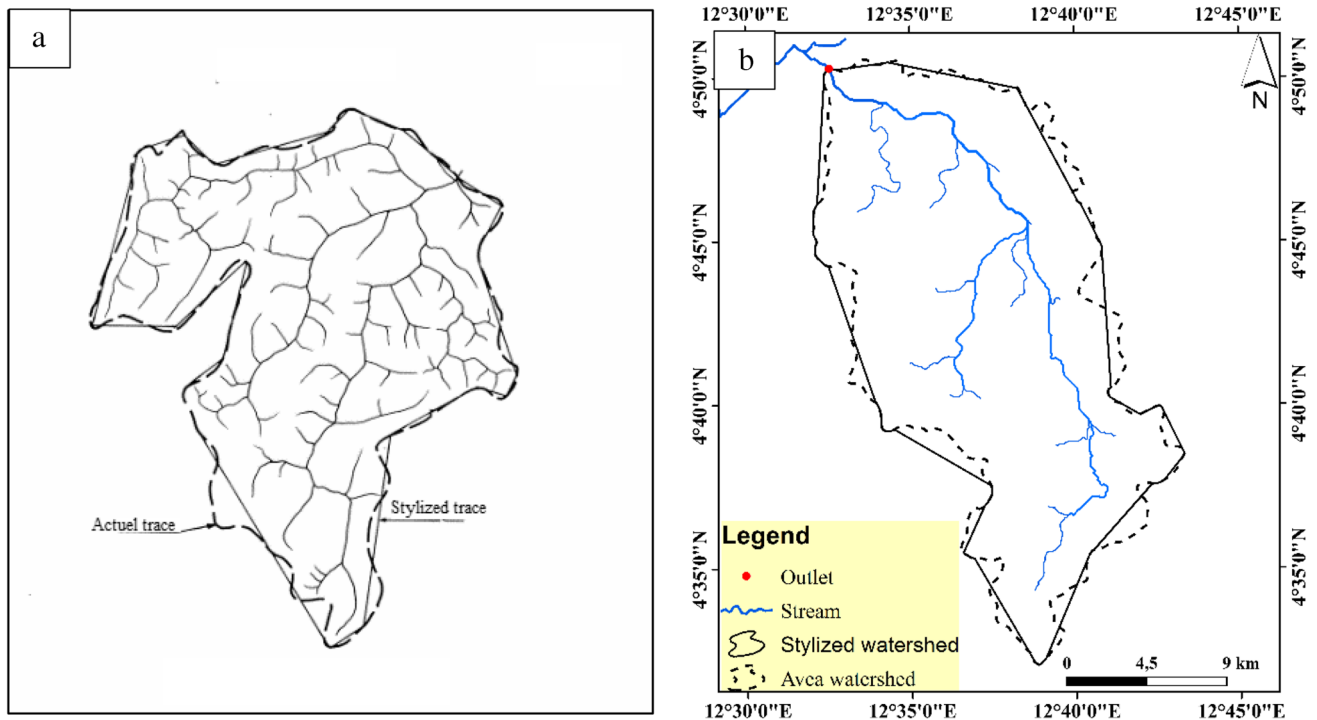 a
Actuel trace
Stylized trace
12°30'0"E 12°35'0"E 12°40'0"E 12°45'0"E
b
N
4°50'0"N
4°45'0"N
4°40'0"N
4°35'0"N
4°50'0"N
4°45'0"N
4°40'0"N
4°35'0"N
Legend
Outlet
Stream
Stylized watershed
Avea watershed
0 4,5 9 km
12°30'0"E 12°35'0"E 12°40'0"E 12°45'0"E